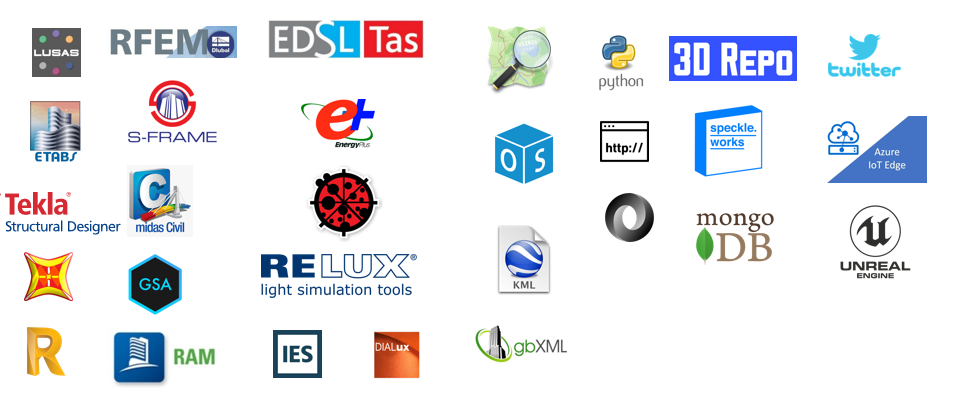 LUSAS
RFEM
Dlubal
EDSL Tas
python
3D REPO
twitter
ETABS
S-FRAME
e+
EnergyPlus
OS
http://
speckle.
works
Azure
IoT Edge
Tekla®
Structural Designer
C
midas Civil
mongo
DB
KML
UNREAL
ENGINE
GSA
RELUX®
light simulation tools
R
RAM
IES
DIALux
gbXML